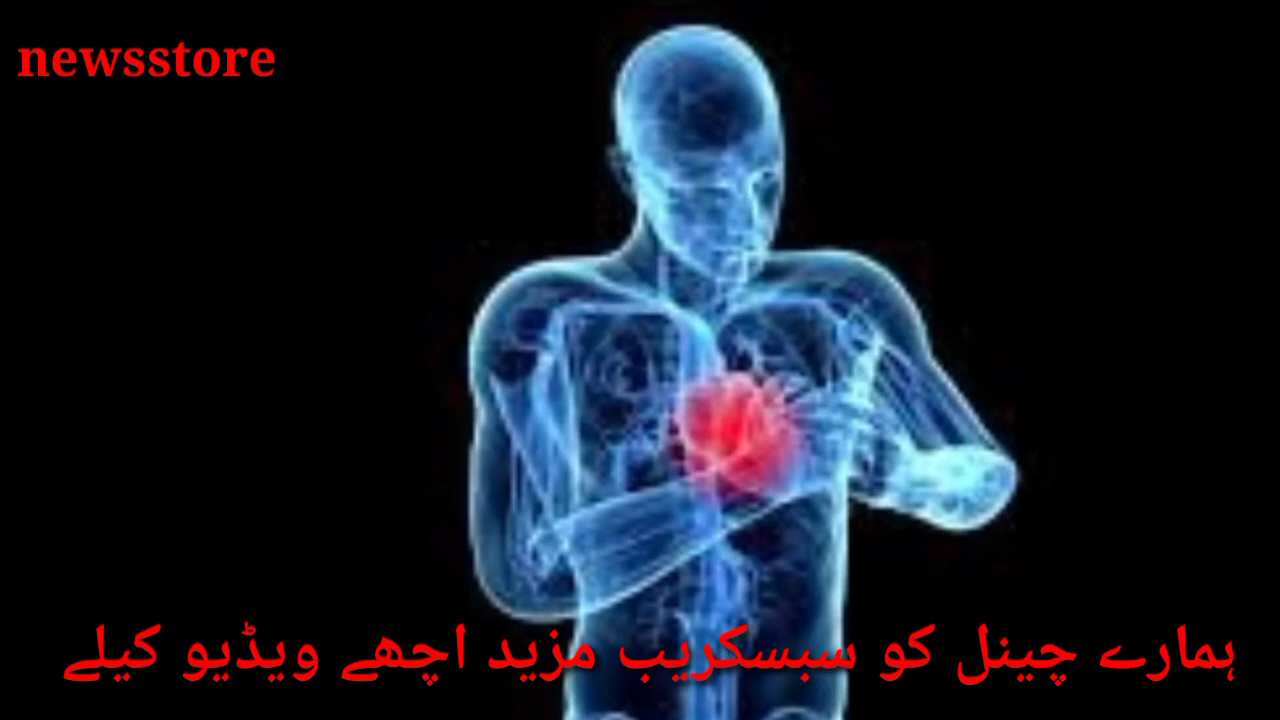 newsstore
ہمارے چینل کو سبسکریب مزید اچھے ویڈیو کیلے